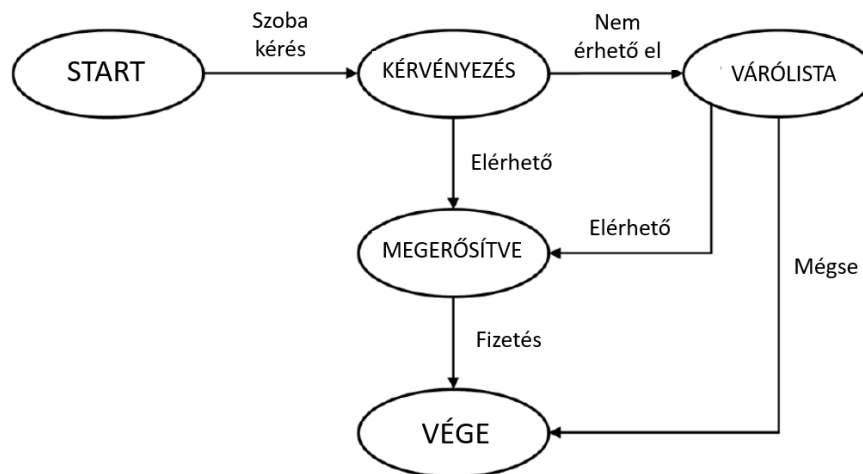 Szoba
kérés
Nem
érhető el
START
KÉRVÉNYEZÉS
VÁRÓLISTA
Elérhető
Elérhető
MEGERŐSÍTVE
Mégse
Fizetés
VÉGE